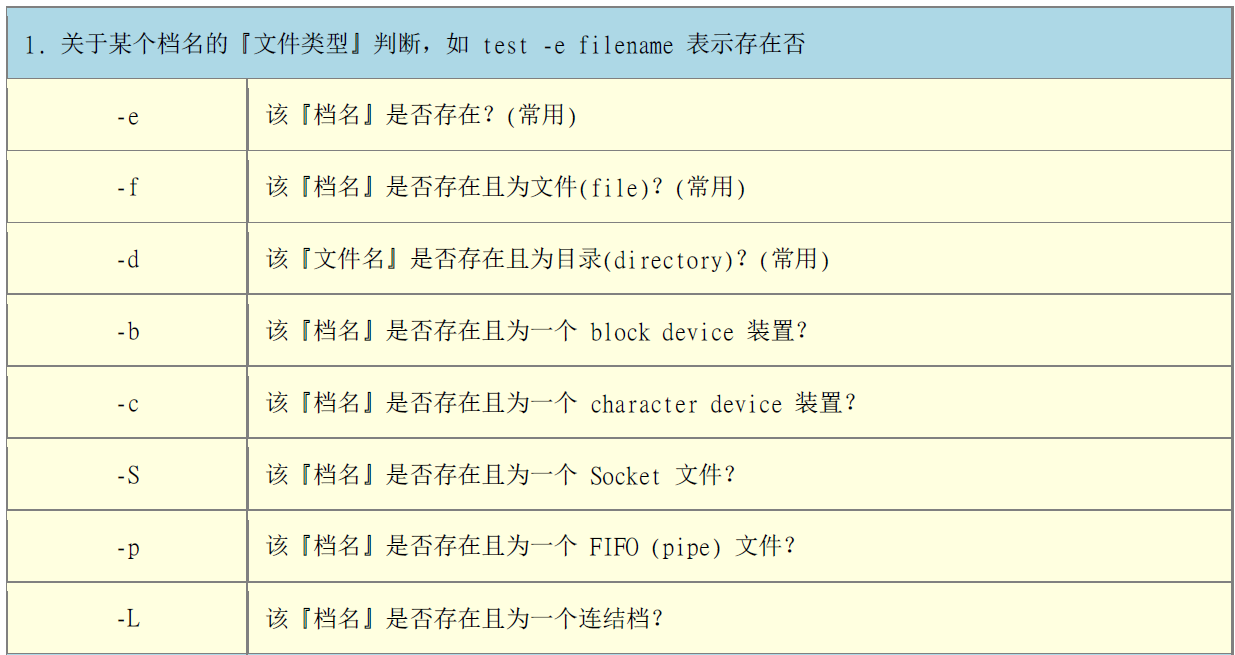 1. 关于某个档名的『文件类型』判断，如 test -e filename 表示存在否
-e 该『档名』是否存在？(常用)
-f 该『档名』是否存在且为文件(file)？(常用)
-d 该『文件名』是否存在且为目录(directory)？(常用)
-b 该『档名』是否存在且为一个 block device 装置？
-c 该『档名』是否存在且为一个 character device 装置？
-S 该『档名』是否存在且为一个 Socket 文件？
-p 该『档名』是否存在且为一个 FIFO (pipe) 文件？
-L 该『档名』是否存在且为一个连结档？